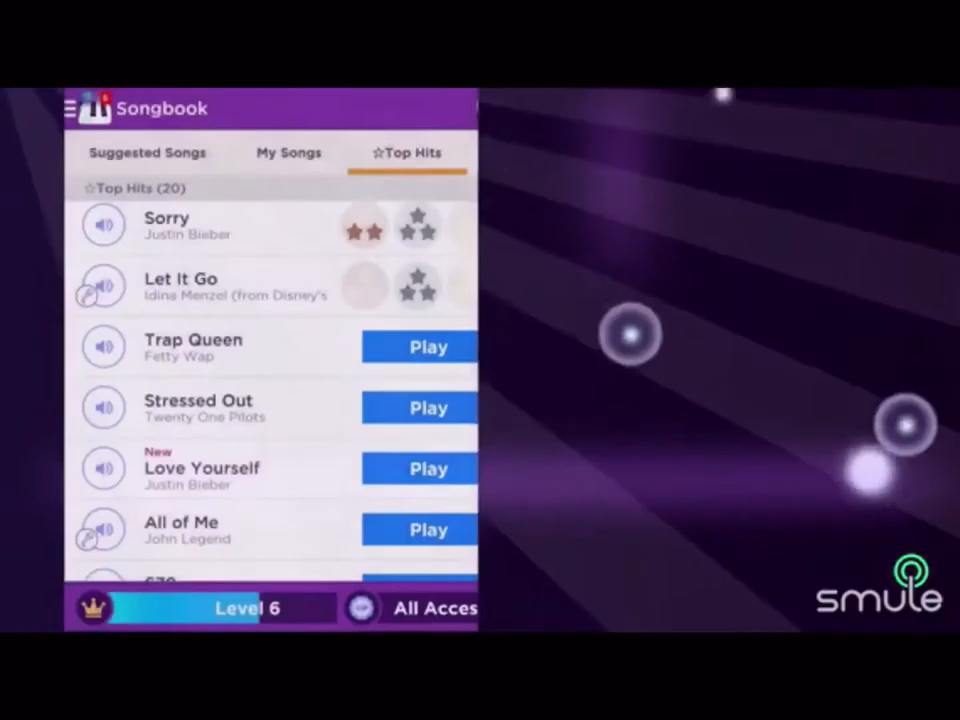 Songbook
Suggested Songs
My Songs
☆Top Hits
☆Top Hits (20)
Sorry
Justin Bieber
Let It Go
Idina Menzel (from Disney's
Trap Queen
Fetty Wap
Play
Stressed Out
Twenty One Pilots
Play
New
Love Yourself
Justin Bieber
Play
All of Me
John Legend
Play
Level 6
All Acces
smule